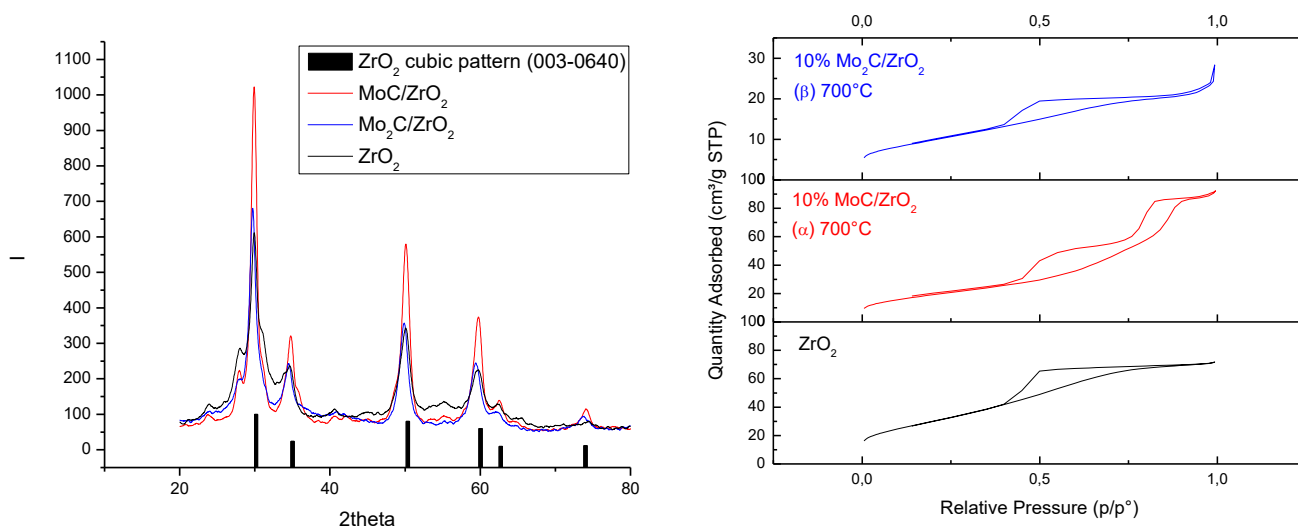 1100
1000
900
800
700
600
500
400
300
200
100
0
I
20
40
60
80
2theta
ZrO₂ cubic pattern (003-0640)
MoC/ZrO₂
Mo₂C/ZrO₂
ZrO₂
0,0
0,5
1,0
Quantity Adsorbed (cm³/g STP)
30
20
10
0
10% Mo₂C/ZrO₂
(β) 700°C
100
80
60
40
20
0
10% MoC/ZrO₂
(α) 700°C
100
80
60
40
20
0
ZrO₂
0,0
0,5
1,0
Relative Pressure (p/p°)